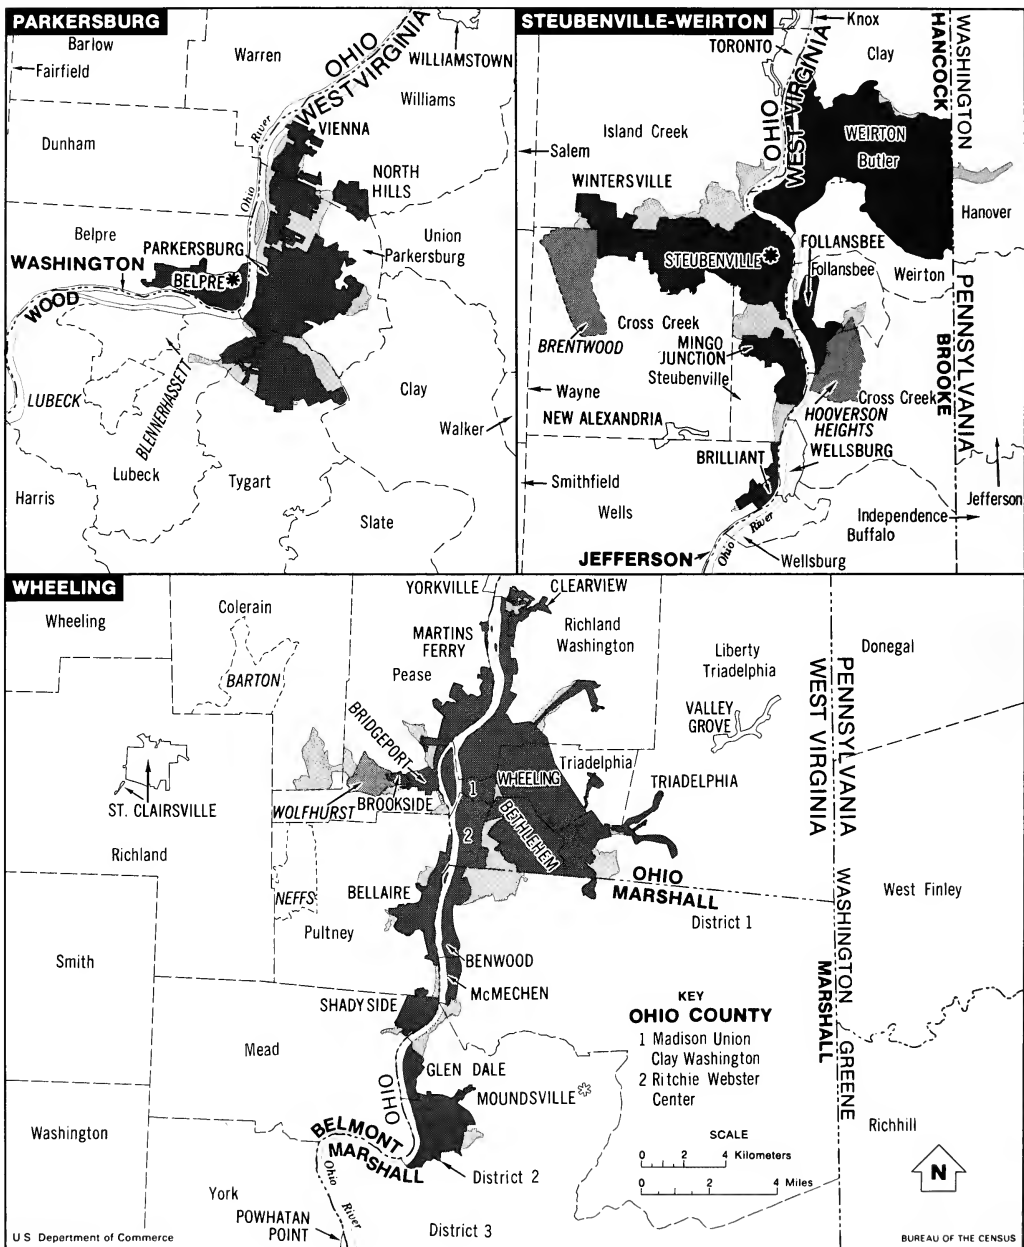 PARKERSBURG
Barlow
Fairfield
Warren
OHIO
WEST VIRGINIA
WILLIAMSTOWN
Williams
VIENNA
River
Ohio
Dunham
NORTH
HILLS
Belpre
PARKERSBURG
Union
Parkersburg
WASHINGTON
BELPRE *
WOOD
BLENNERHASSETT
LUBECK
Clay
Walker
Lubeck
Tygart
Harris
Slate
STEUBENVILLE-WEIRTON
Knox
TORONTO
Clay
OHIO
WEST VIRGINIA
HANCOCK
WASHINGTON
WEIRTON
Butler
Island Creek
Salem
WINTERSVILLE
Hanover
STEUBENVILLE *
FOLLANSBEE
Follansbee
Weirton
Cross Creek
BRENTWOOD
MINGO
JUNCTION
Steubenville
PENNSYLVANIA
BROOKE
Wayne
Cross Creek
HOOVERSON
HEIGHTS
NEW ALEXANDRIA
WELLSBURG
BRILLIANT
Smithfield
Jefferson
Wells
Independence
Buffalo
Ohio River
JEFFERSON
Wellsburg
WHEELING
YORKVILLE
CLEARVIEW
Wheeling
Colerain
MARTINS
FERRY
Richland
Washington
Liberty
Triadelphia
Donegal
Pease
BARTON
PENNSYLVANIA
WEST VIRGINIA
VALLEY
GROVE
BRIDGEPORT
Triadelphia
WHEELING
TRIADELPHIA
1
ST. CLAIRSVILLE
WOLFHURST
BROOKSIDE
BETHLEHEM
2
Richland
OHIO
MARSHALL
NEFFS
BELLAIRE
West Finley
WASHINGTON
District 1
Pultney
Smith
BENWOOD
MARSHALL
McMECHEN
SHADYSIDE
KEY
OHIO COUNTY
1 Madison Union
Clay Washington
2 Ritchie Webster
Center
Mead
GREENE
GLEN DALE
OIHO
MOUNDSVILLE *
Washington
BELMONT
MARSHALL
Richhill
SCALE
0 2 4 Kilometers
0 2 4 Miles
District 2
Ohio River
N
York
POWHATAN
POINT
District 3
U S Department of Commerce
BUREAU OF THE CENSUS